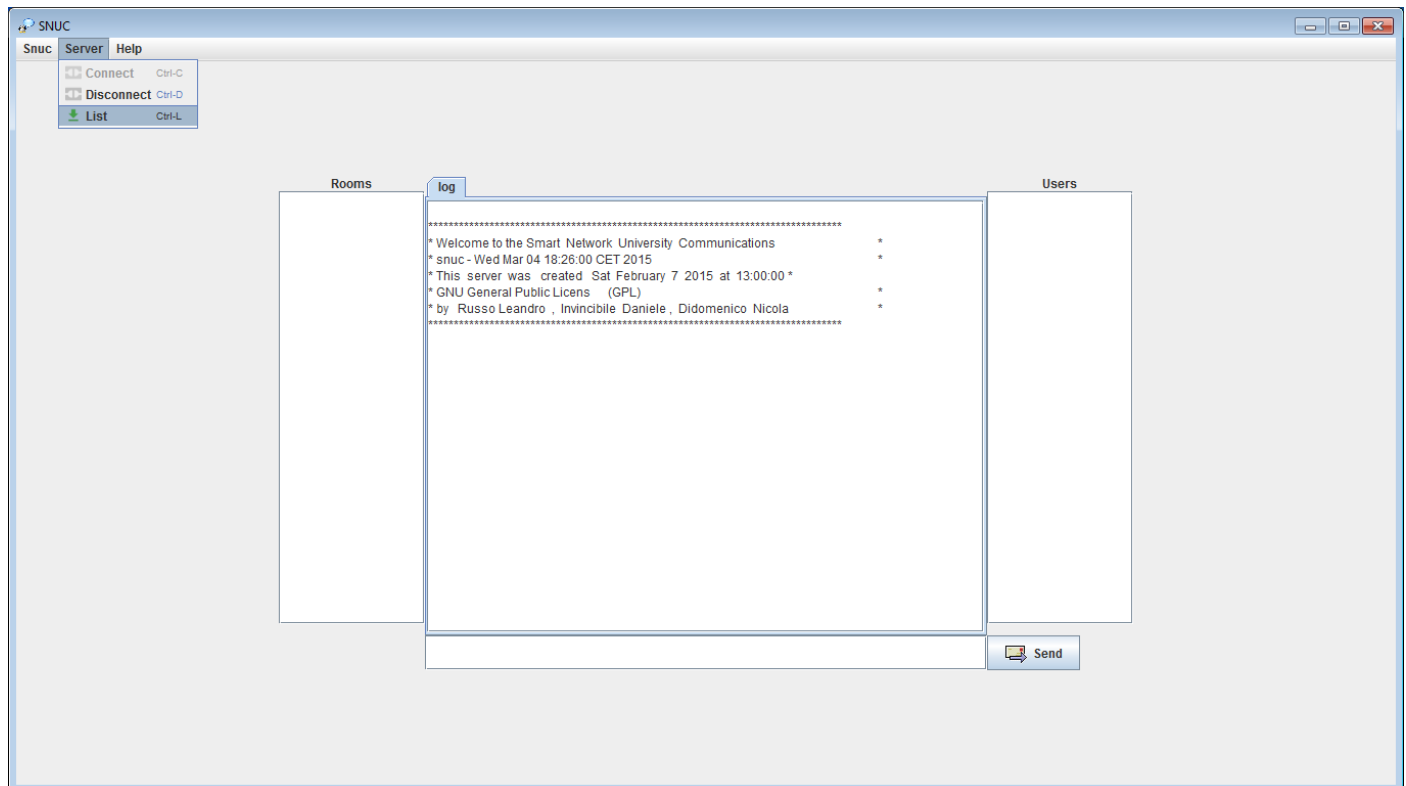 SNUC
Snuc Server Help
Connect Ctrl-C
Disconnect Ctrl-D
List Ctrl-L
Rooms
log
Users
*********************************************************************************
* Welcome to the Smart Network University Communications *
* snuc - Wed Mar 04 18:26:00 CET 2015 *
* This server was created Sat February 7 2015 at 13:00:00 *
* GNU General Public Licens (GPL) *
* by Russo Leandro , Invincibile Daniele , Didomenico Nicola *
*********************************************************************************
Send